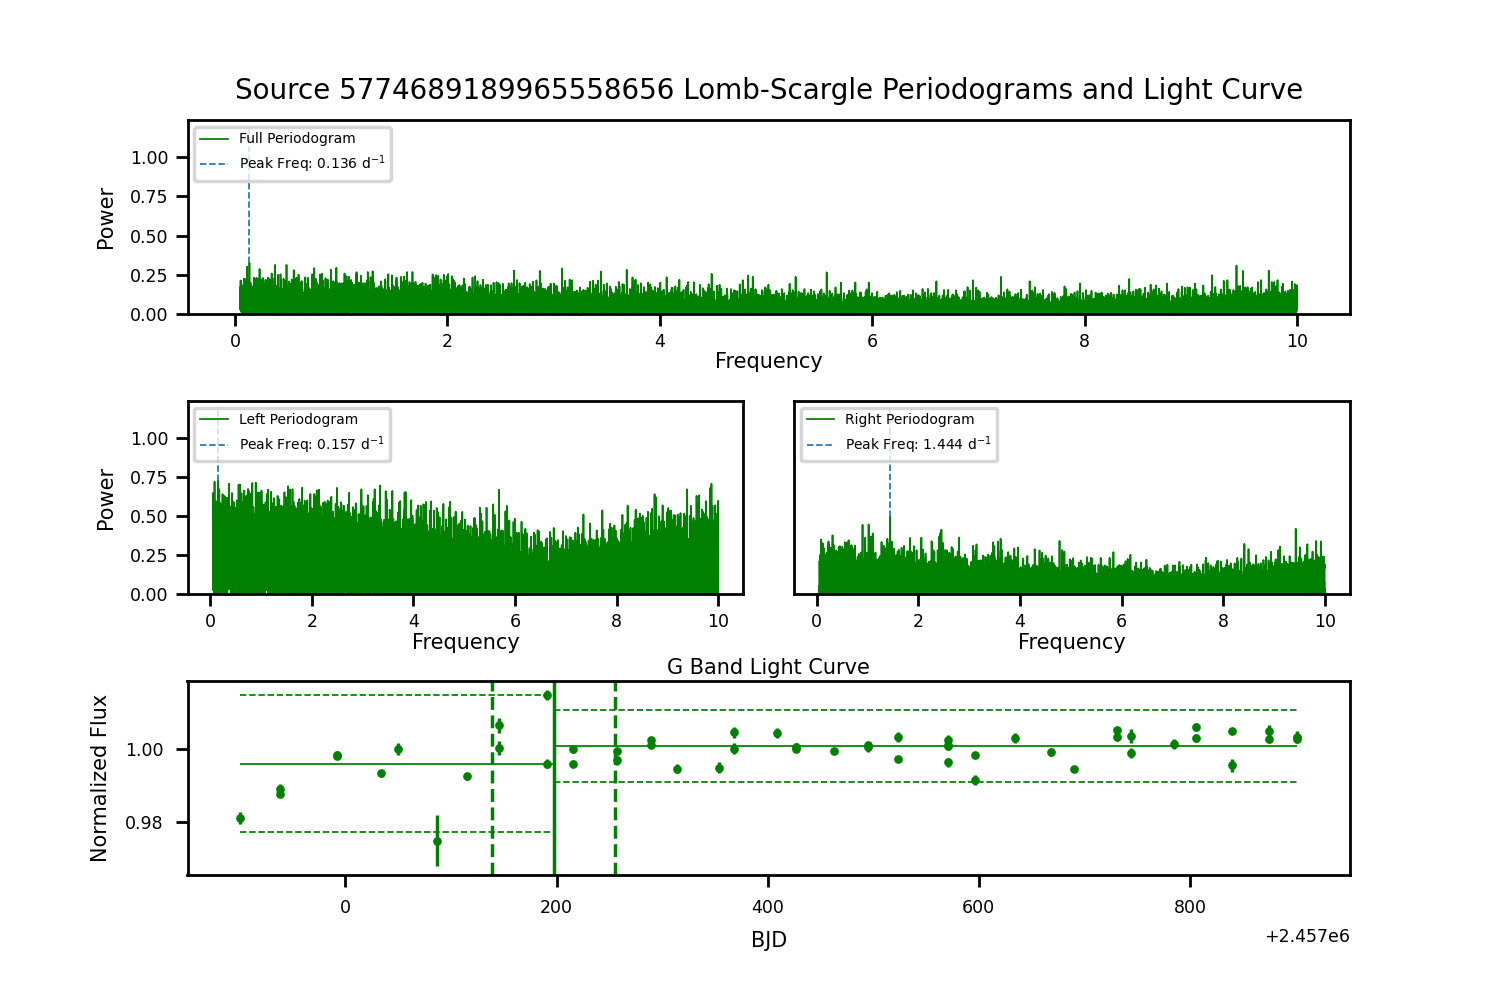 Source 5774689189965558656 Lomb-Scargle Periodograms and Light Curve
Full Periodogram
Peak Freq: 0.136 d⁻¹
1.00
0.75
0.50
0.25
0.00
Power
0 2 4 6 8 10
Frequency
Left Periodogram
Peak Freq: 0.157 d⁻¹
1.00
0.75
0.50
0.25
0.00
Power
0 2 4 6 8 10
Frequency
Right Periodogram
Peak Freq: 1.444 d⁻¹
0 2 4 6 8 10
Frequency
G Band Light Curve
1.00
0.98
Normalized Flux
0 200 400 600 800
BJD
+2.457e6